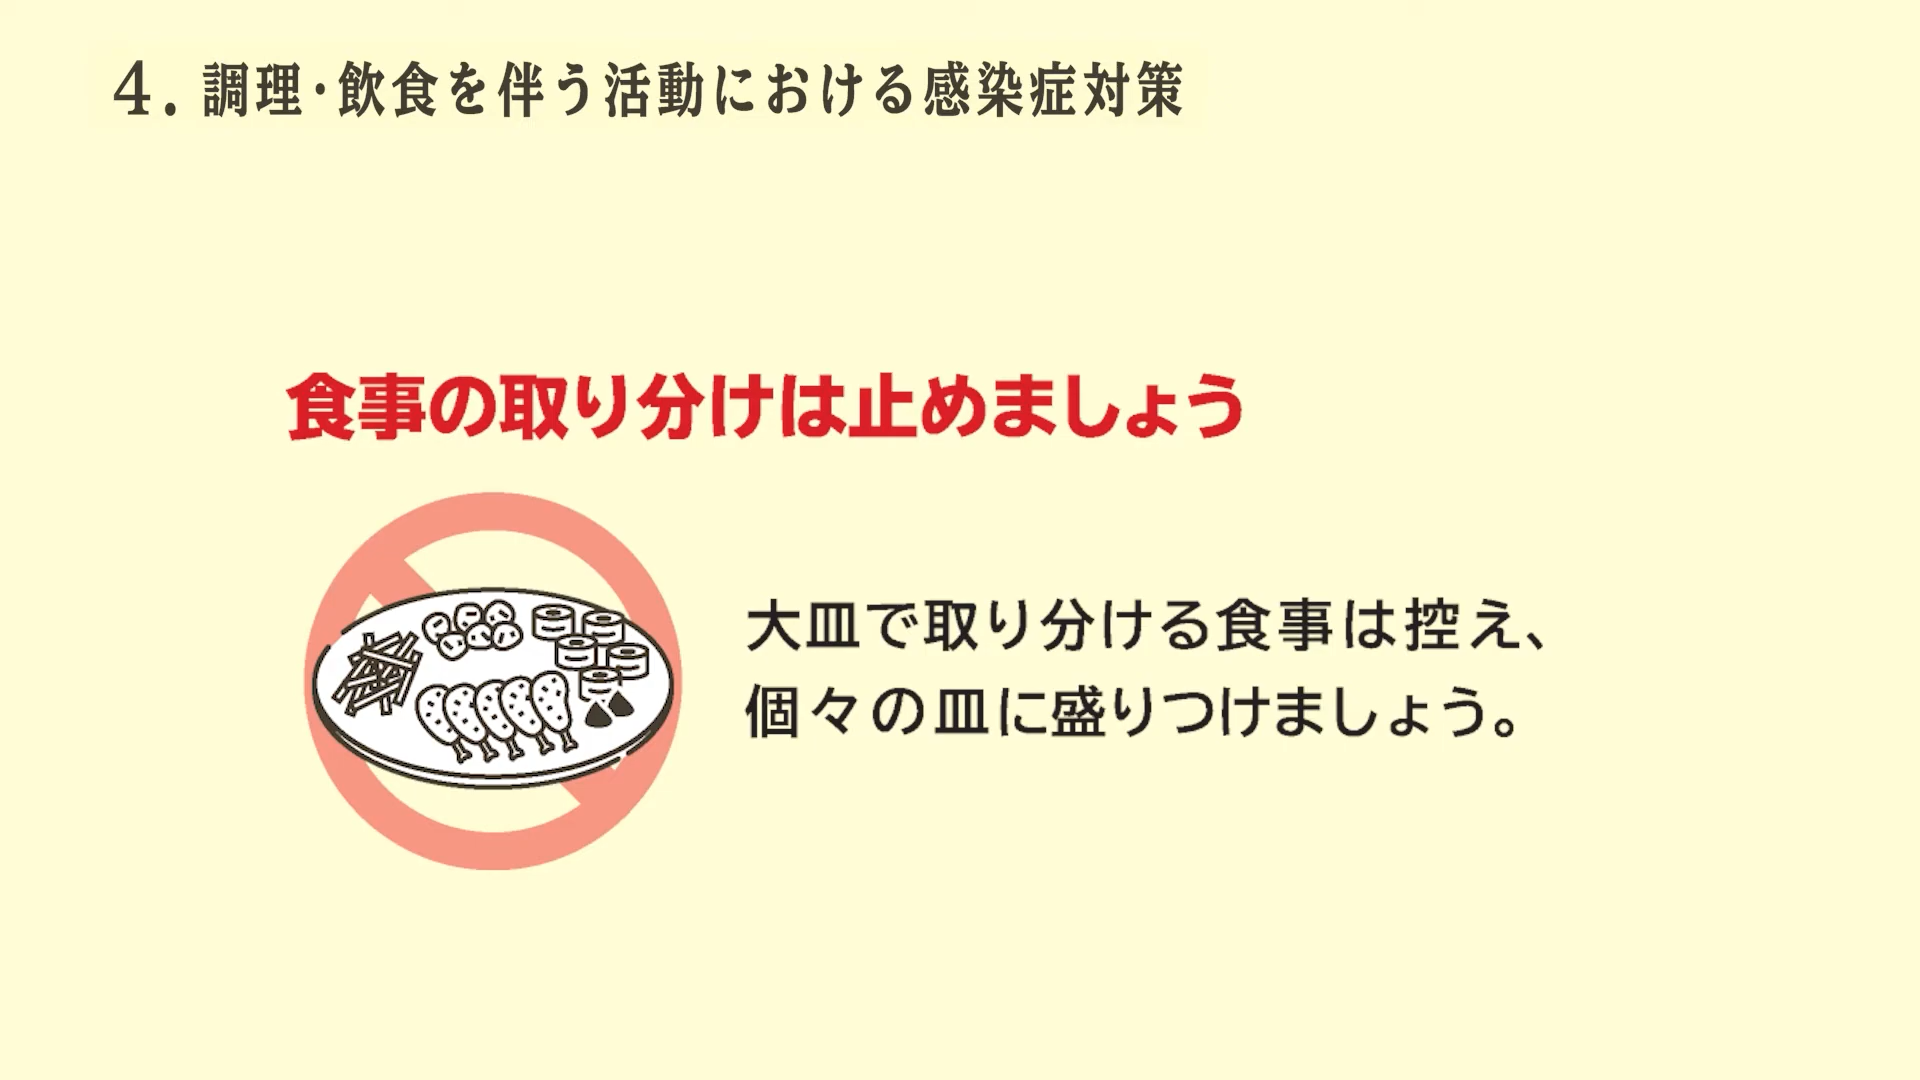 4. 調理·飲食を伴う活動における感染症対策
食事の取り分けは止めましょう
大皿で取り分ける食事は控え、
個々の皿に盛りつけましょう。